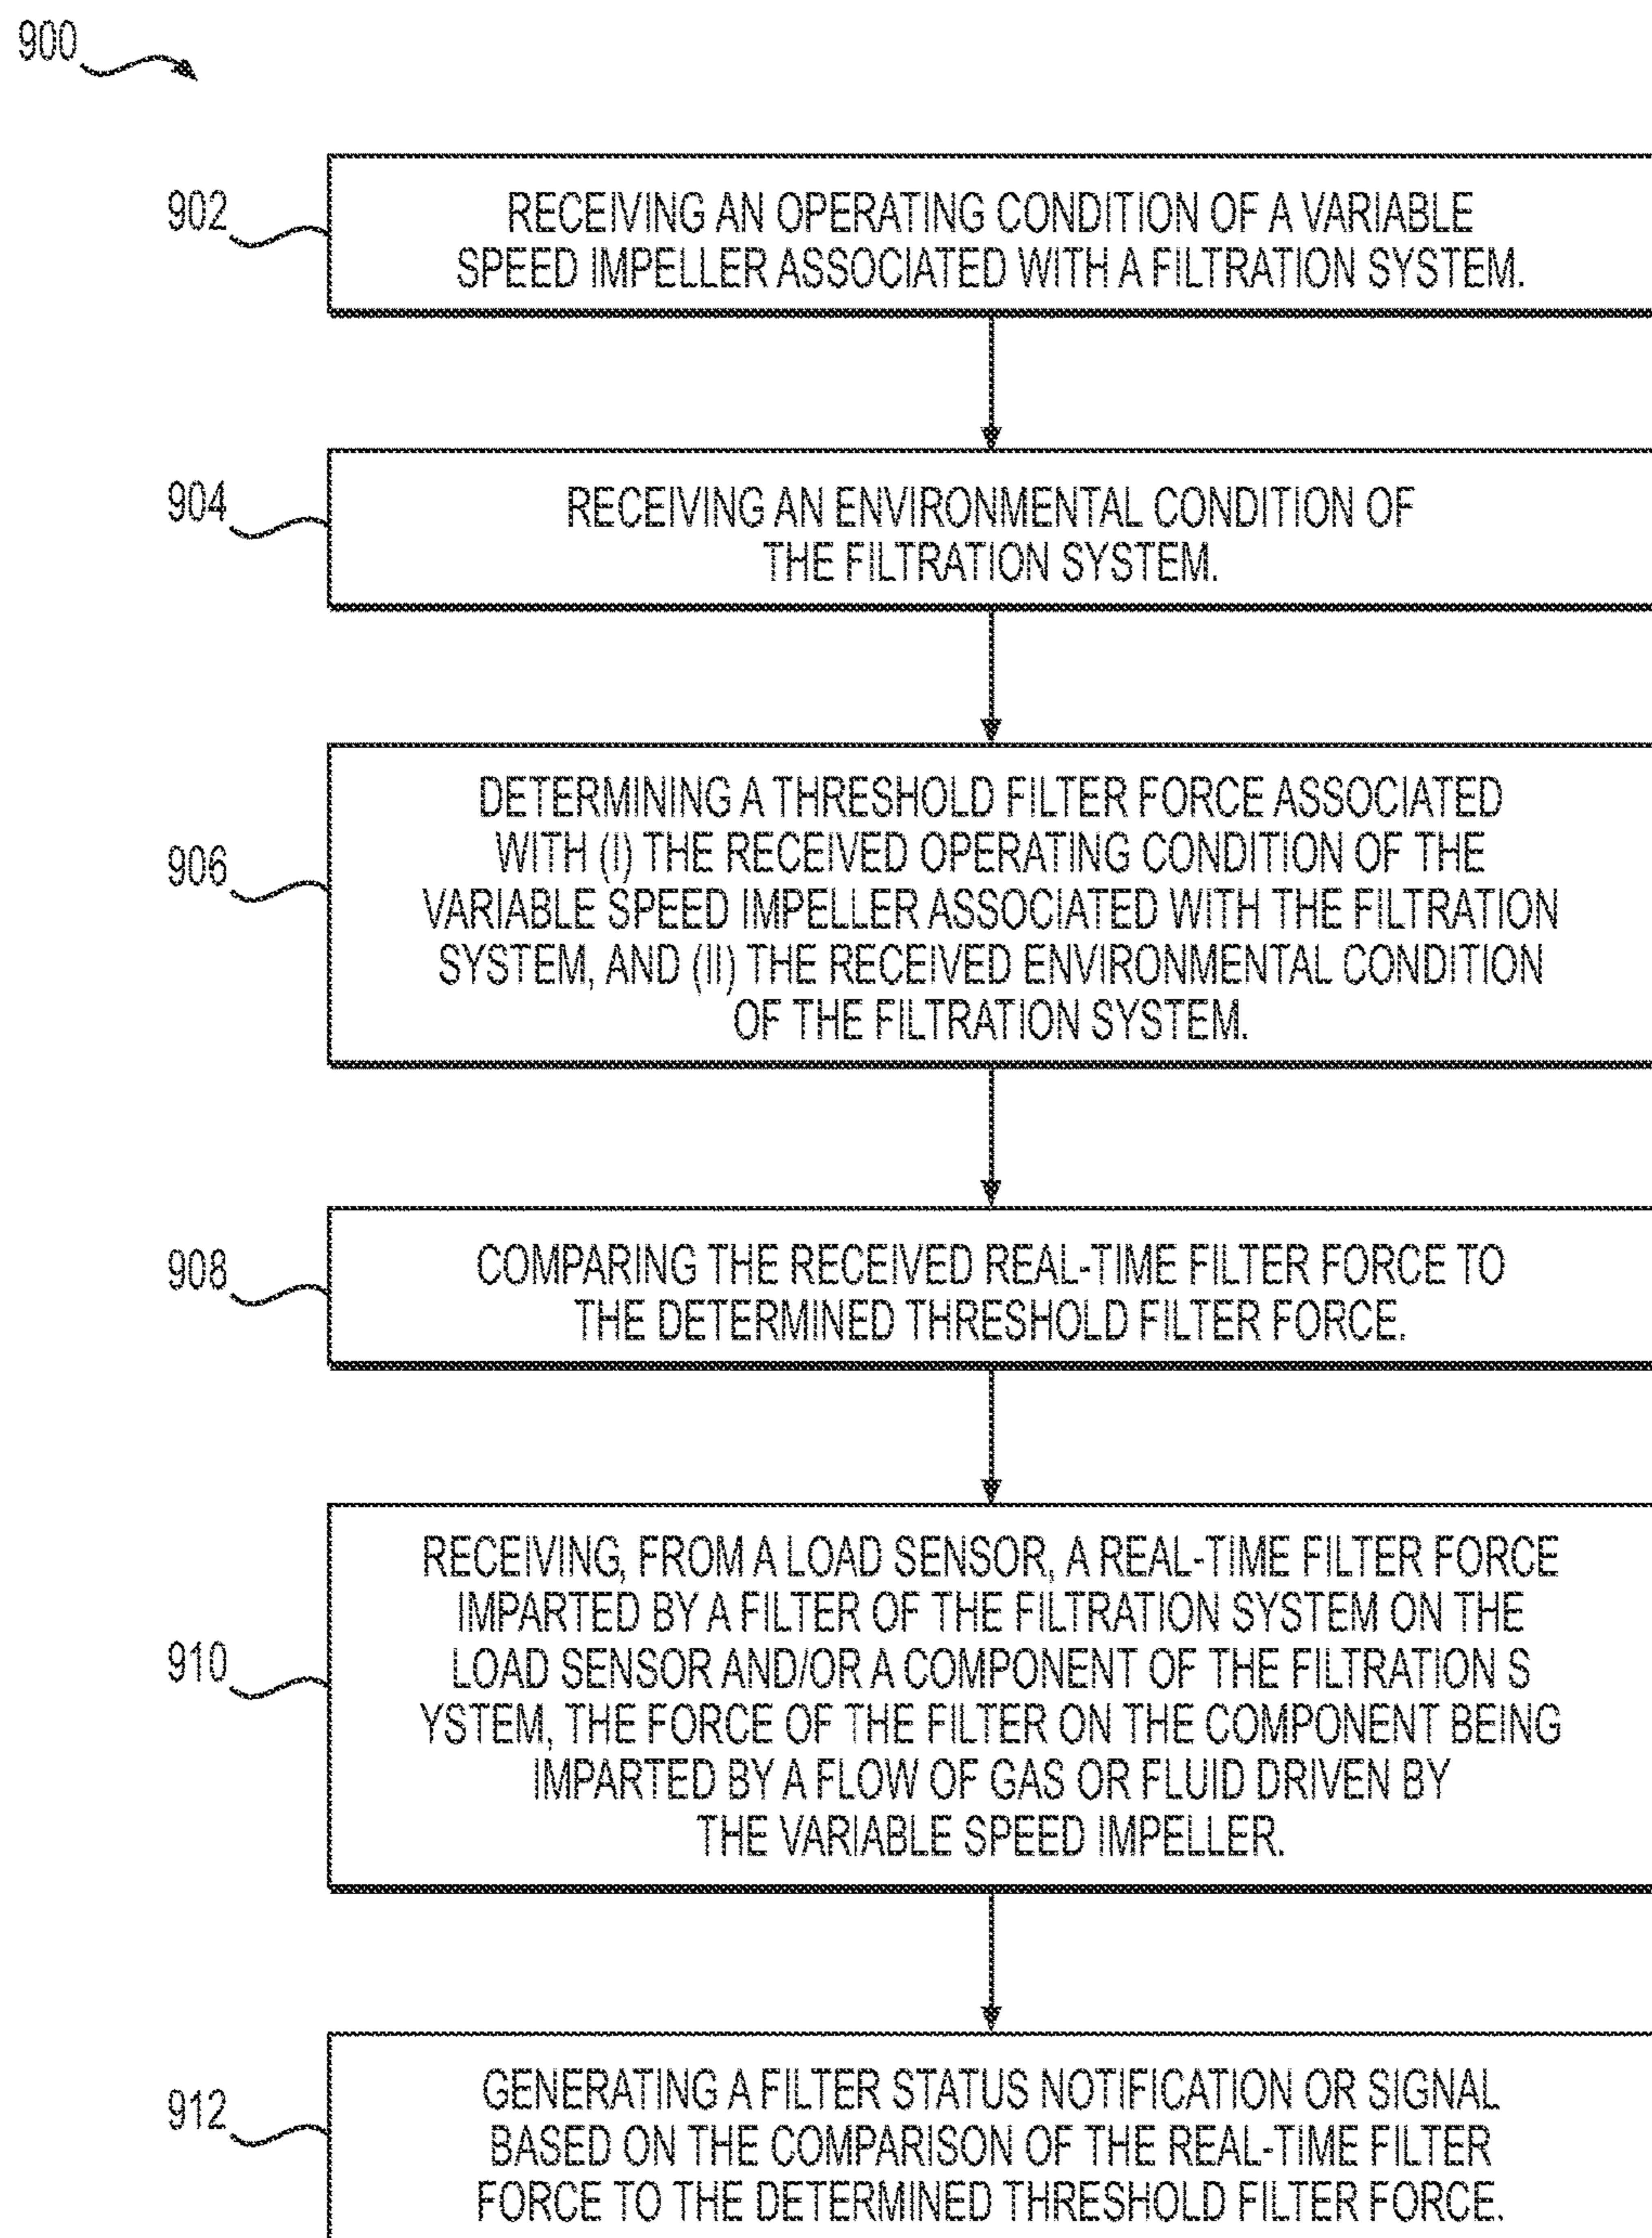 900
902
RECEIVING AN OPERATING CONDITION OF A VARIABLE
SPEED IMPELLER ASSOCIATED WITH A FILTRATION SYSTEM.
904
RECEIVING AN ENVIRONMENTAL CONDITION OF
THE FILTRATION SYSTEM.
906
DETERMINING A THRESHOLD FILTER FORCE ASSOCIATED
WITH (I) THE RECEIVED OPERATING CONDITION OF THE
VARIABLE SPEED IMPELLER ASSOCIATED WITH THE FILTRATION
SYSTEM, AND (II) THE RECEIVED ENVIRONMENTAL CONDITION
OF THE FILTRATION SYSTEM.
908
COMPARING THE RECEIVED REAL-TIME FILTER FORCE TO
THE DETERMINED THRESHOLD FILTER FORCE.
910
RECEIVING, FROM A LOAD SENSOR, A REAL-TIME FILTER FORCE
IMPARTED BY A FILTER OF THE FILTRATION SYSTEM ON THE
LOAD SENSOR AND/OR A COMPONENT OF THE FILTRATION S
YSTEM, THE FORCE OF THE FILTER ON THE COMPONENT BEING
IMPARTED BY A FLOW OF GAS OR FLUID DRIVEN BY
THE VARIABLE SPEED IMPELLER.
912
GENERATING A FILTER STATUS NOTIFICATION OR SIGNAL
BASED ON THE COMPARISON OF THE REAL-TIME FILTER
FORCE TO THE DETERMINED THRESHOLD FILTER FORCE.